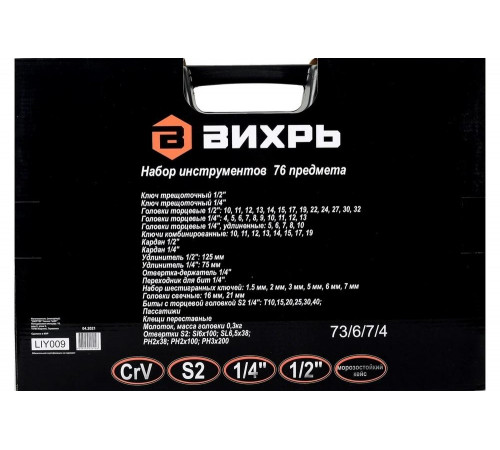 ВИХРЬ
Набор инструментов 76 предмета
Ключ трещоточный 1/2"
Ключ трещоточный 1/4"
Головки торцевые 1/2": 10, 11, 12, 13, 14, 15, 17, 19, 22, 24, 27, 30, 32
Головки торцевые 1/4": 4, 5, 6, 7, 8, 9, 10, 11, 12, 13
Головки торцевые 1/4", удлиненные: 5, 6, 7, 8, 10
Ключи комбинированные: 10, 11, 12, 13, 14, 15, 17, 19
Кардан 1/2"
Кардан 1/4"
Удлинитель 1/2": 125 мм
Удлинитель 1/4": 75 мм
Отвертка-держатель 1/4"
Переходник для бит 1/4"
Набор шестигранных ключей: 1.5 мм, 2 мм, 3 мм, 5 мм, 6 мм, 7 мм
Головки свечные: 16 мм, 21 мм
Биты с торцевой головкой S2 1/4": T10,15,20,25,30,40;
Пассатижи
Клещи переставные
Молоток, масса головки 0,3кг
Отвертки S2: Sl6x100; SL6,5x38;
PH2x38; PH2x100; PH3x200
73/6/7/4
04.2021
LIY009
CrV
S2
1/4"
1/2"
морозостойкий
кейс